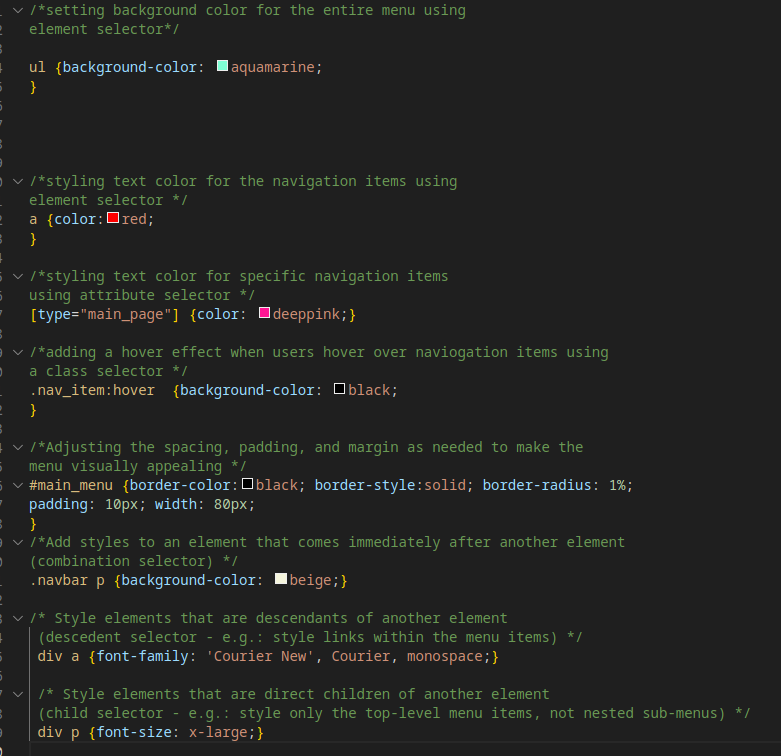 /*setting background color for the entire menu using
element selector*/
ul {background-color: aquamarine;
}
/*styling text color for the navigation items using
element selector */
a {color:red;
}
/*styling text color for specific navigation items
using attribute selector */
[type="main_page"] {color: deeppink;}
/*adding a hover effect when users hover over naviogation items using
a class selector */
.nav_item:hover  {background-color: black;
}
/*Adjusting the spacing, padding, and margin as needed to make the
menu visually appealing */
#main_menu {border-color:black; border-style:solid; border-radius: 1%;
padding: 10px; width: 80px;
}
/*Add styles to an element that comes immediately after another element
(combination selector) */
.navbar p {background-color: beige;}
/* Style elements that are descendants of another element
(descedent selector - e.g.: style links within the menu items) */
div a {font-family: 'Courier New', Courier, monospace;}
/* Style elements that are direct children of another element
(child selector - e.g.: style only the top-level menu items, not nested sub-menus) */
div p {font-size: x-large;}